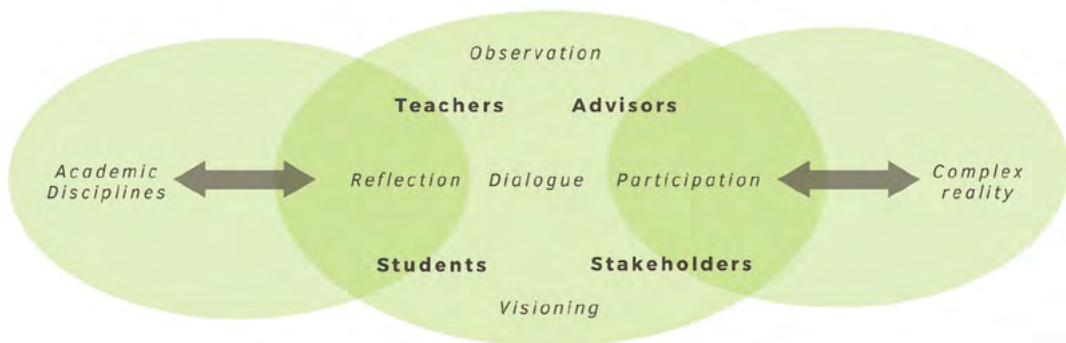 Observation
Teachers Advisors
Academic
Disciplines
Reflection Dialogue Participation
Complex
reality
Students Stakeholders
Visioning